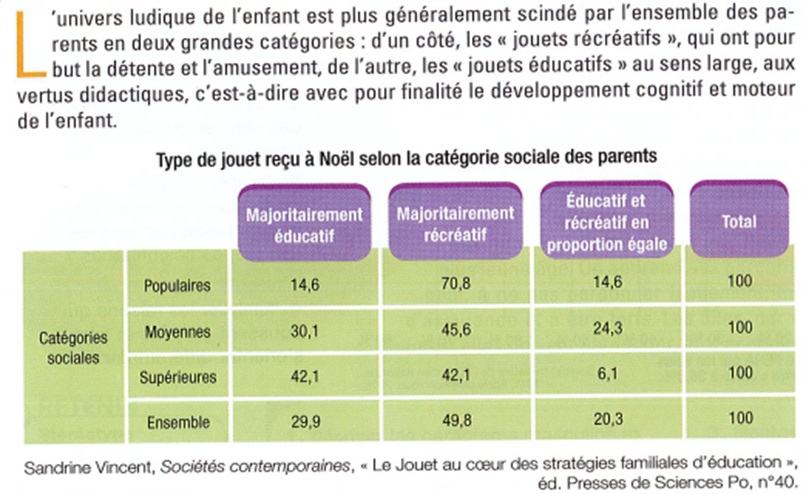 L'univers ludique de l'enfant est plus généralement scindé par l'ensemble des pa-
rents en deux grandes catégories : d'un côté, les « jouets récréatifs », qui ont pour
but la détente et l'amusement, de l'autre, les « jouets éducatifs » au sens large, aux
vertus didactiques, c'est-à-dire avec pour finalité le développement cognitif et moteur
de l'enfant.
Type de jouet reçu à Noël selon la catégorie sociale des parents
Majoritairement éducatif Majoritairement récréatif Éducatif et récréatif en proportion égale Total
Catégories sociales
Populaires 14,6 70,8 14,6 100
Moyennes 30,1 45,6 24,3 100
Supérieures 42,1 42,1 6,1 100
Ensemble 29,9 49,8 20,3 100
Sandrine Vincent, Sociétés contemporaines, « Le Jouet au cœur des stratégies familiales d'éducation »,
éd. Presses de Sciences Po, n°40.